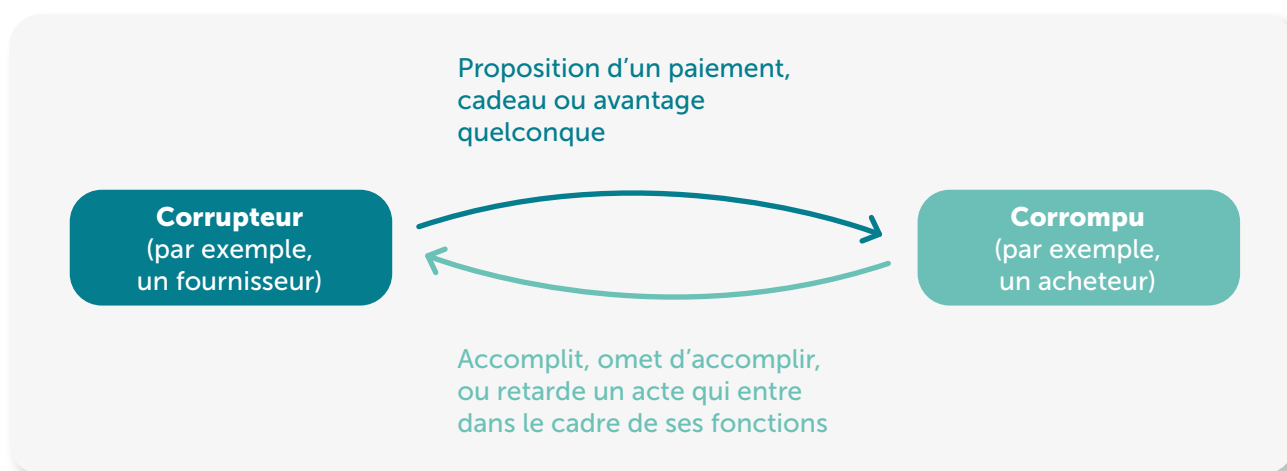 Proposition d’un paiement,
cadeau ou avantage
quelconque
Corrupteur
(par exemple,
un fournisseur)
Corrompu
(par exemple,
un acheteur)
Accomplit, omet d’accomplir,
ou retarde un acte qui entre
dans le cadre de ses fonctions